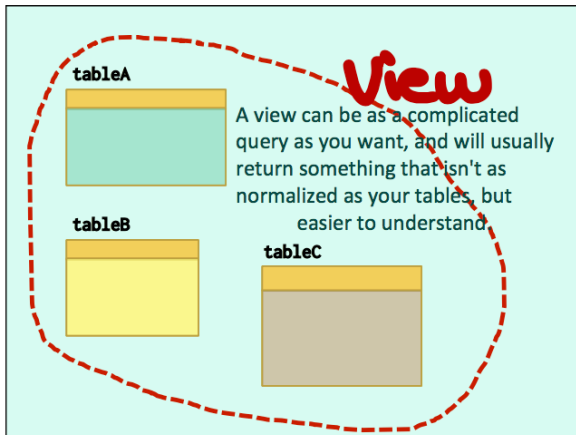 View
tableA
A view can be as a complicated
query as you want, and will usually
return something that isn't as
normalized as your tables, but
easier to understand.
tableB
tableC